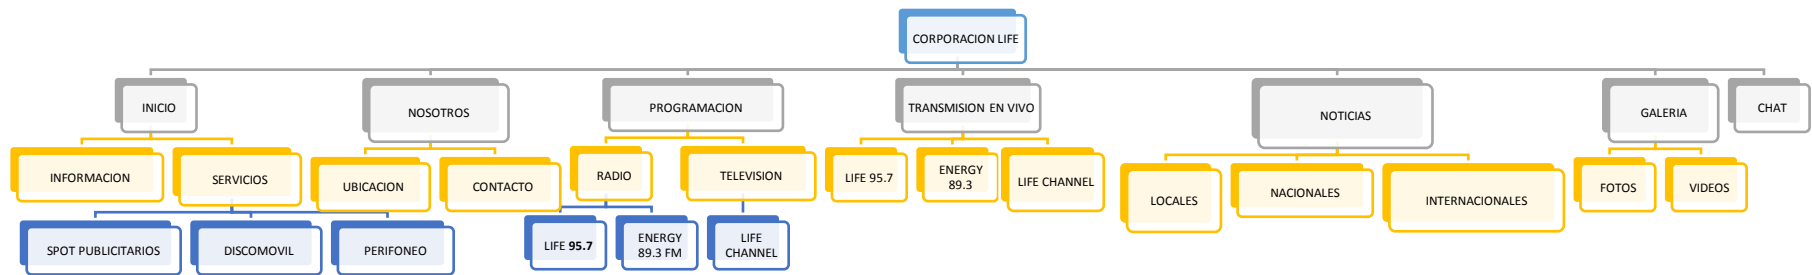 CORPORACION LIFE
INICIO
NOSOTROS
PROGRAMACION
TRANSMISION EN VIVO
NOTICIAS
GALERIA
CHAT
INFORMACION
SERVICIOS
UBICACION
CONTACTO
RADIO
TELEVISION
LIFE 95.7
ENERGY
89.3
LIFE CHANNEL
LOCALES
NACIONALES
INTERNACIONALES
FOTOS
VIDEOS
SPOT PUBLICITARIOS
DISCOMOVIL
PERIFONEO
LIFE 95.7
ENERGY
89.3 FM
LIFE
CHANNEL